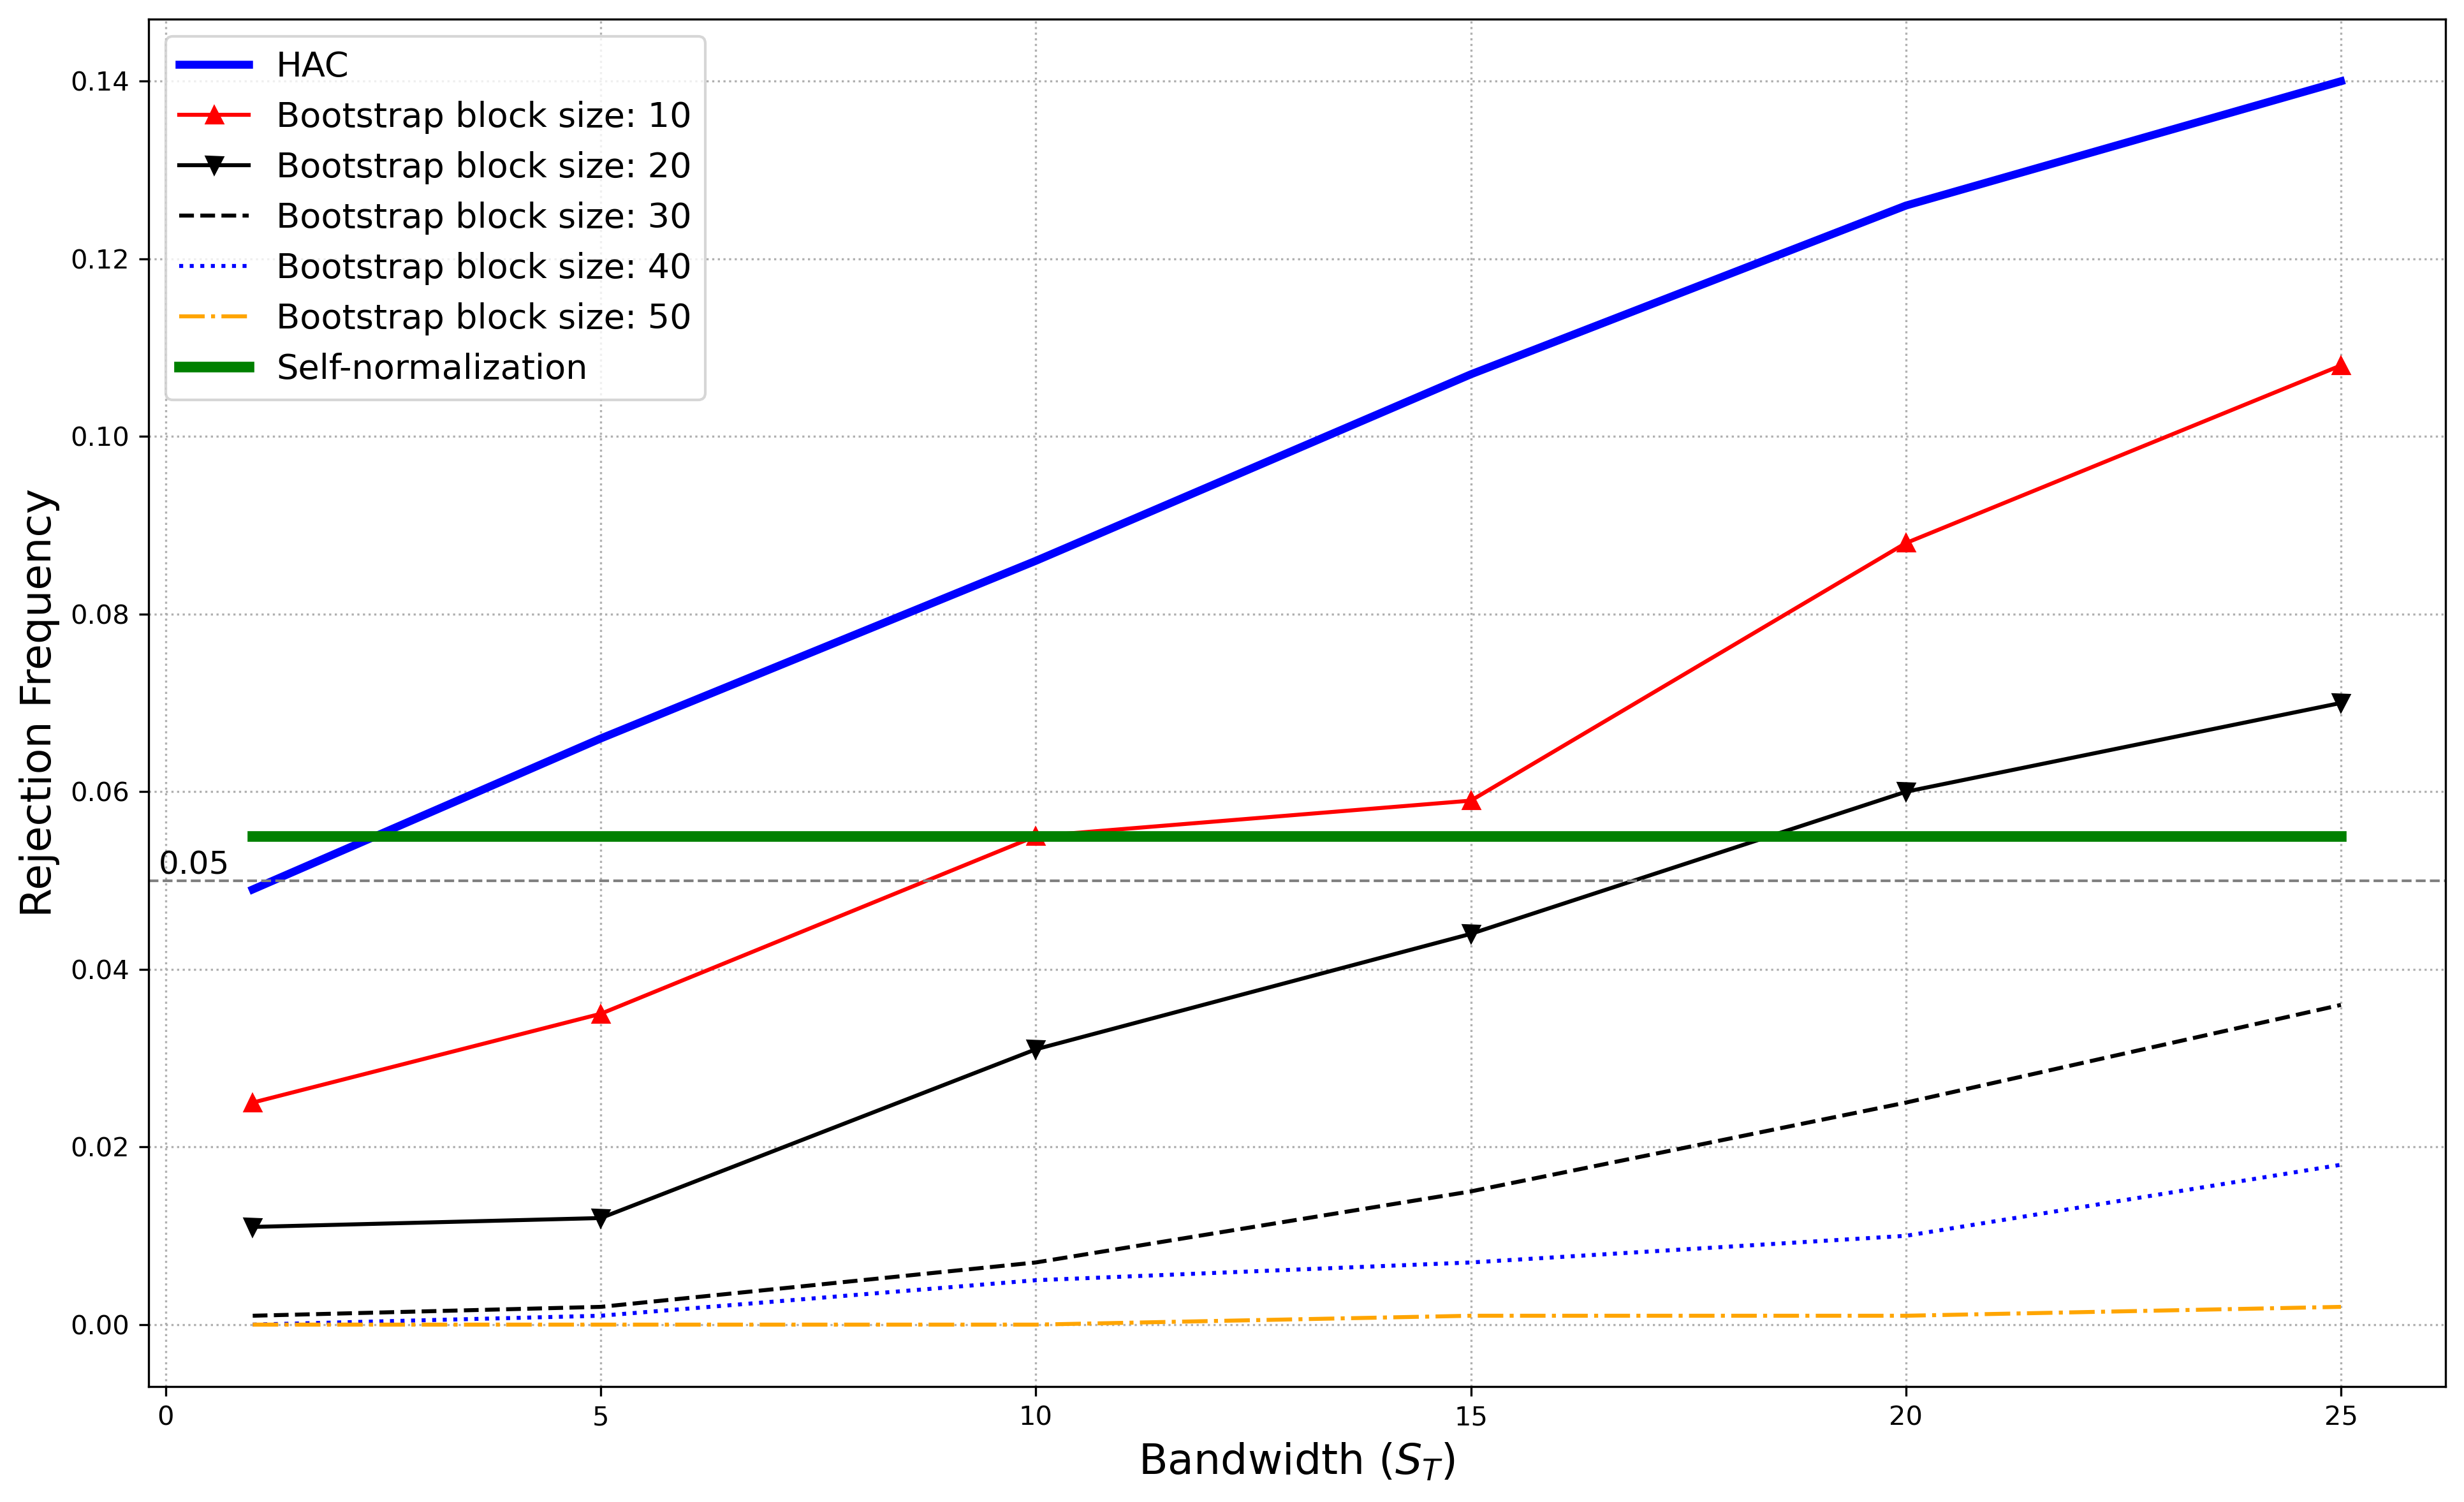 HAC
Bootstrap block size: 10
Bootstrap block size: 20
Bootstrap block size: 30
Bootstrap block size: 40
Bootstrap block size: 50
Self-normalization
Rejection Frequency
0.14
0.12
0.10
0.08
0.06
0.05
0.04
0.02
0.00
0 5 10 15 20 25
Bandwidth (S_T)